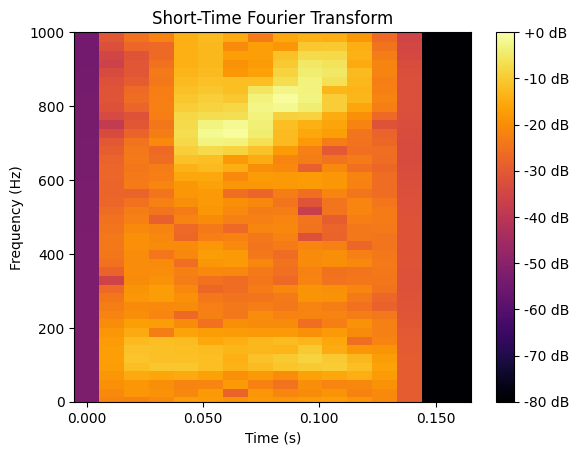 Short-Time Fourier Transform
1000
800
600
400
200
0
Frequency (Hz)
0.000
0.050
0.100
0.150
Time (s)
+0 dB
-10 dB
-20 dB
-30 dB
-40 dB
-50 dB
-60 dB
-70 dB
-80 dB